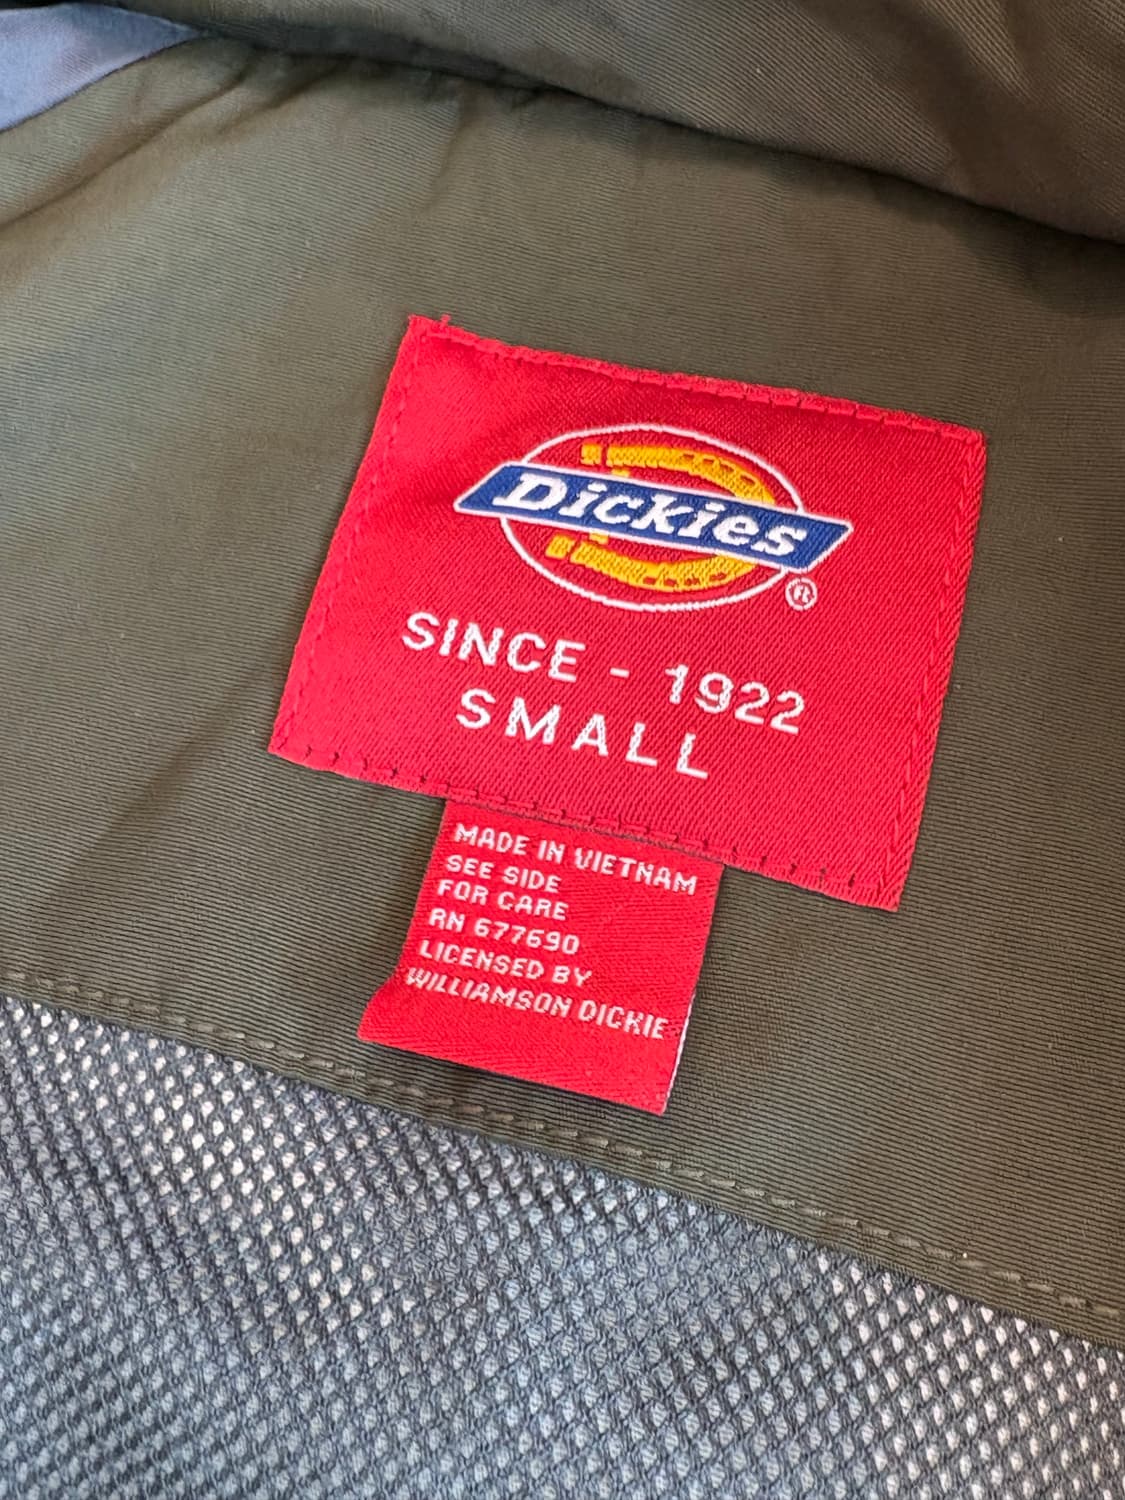 Dickies®
SINCE - 1922
SMALL
MADE IN VIETNAM
SEE SIDE
FOR CARE
RN 677690
LICENSED BY
WILLIAMSON DICKIE